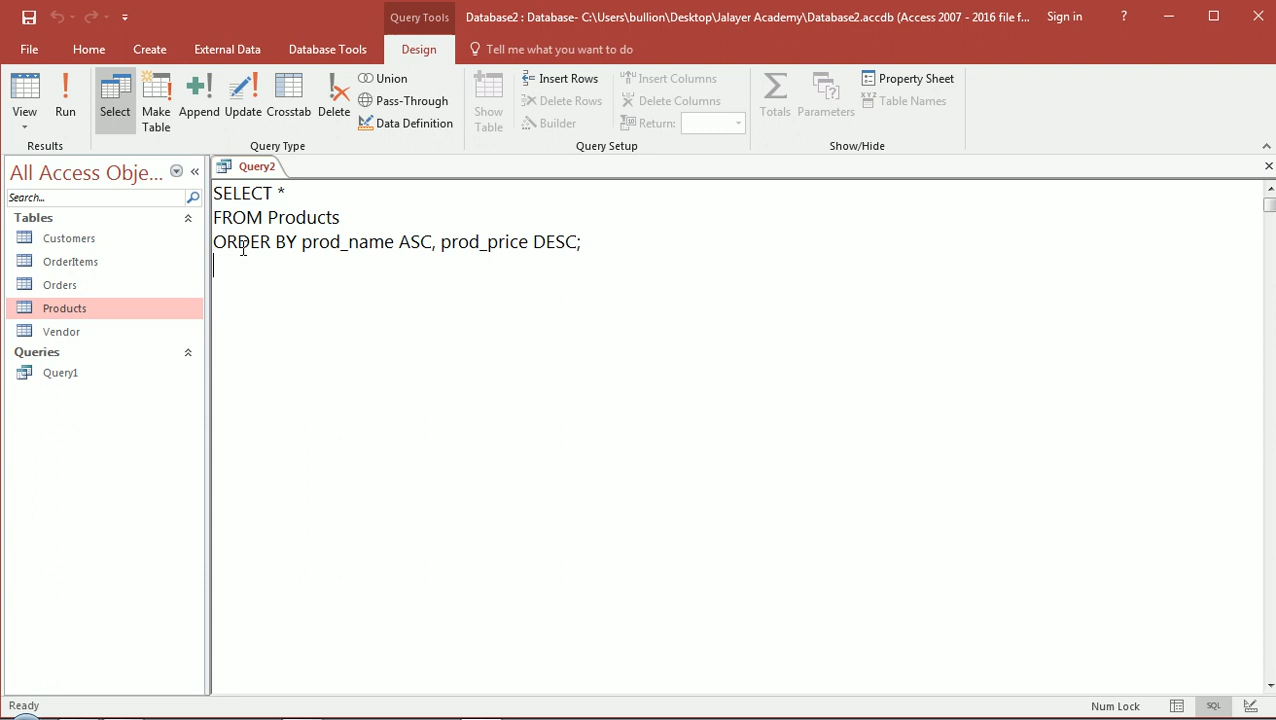 Query Tools
Database2 : Database- C:\Users\bullion\Desktop\Jalayer Academy\Database2.accdb (Access 2007 - 2016 file f...
Sign in
?
File
Home
Create
External Data
Database Tools
Design
Tell me what you want to do
View
Run
Select
Make Table
Append
Update
Crosstab
Delete
Union
Pass-Through
Data Definition
Show Table
Insert Rows
Delete Rows
Builder
Insert Columns
Delete Columns
Return:
Totals
Parameters
Property Sheet
Table Names
Results
Query Type
Query Setup
Show/Hide
All Access Obje...
Search...
Tables
Customers
OrderItems
Orders
Products
Vendor
Queries
Query1
Query2
SELECT *
FROM Products
ORDER BY prod_name ASC, prod_price DESC;
Ready
Num Lock
SQL